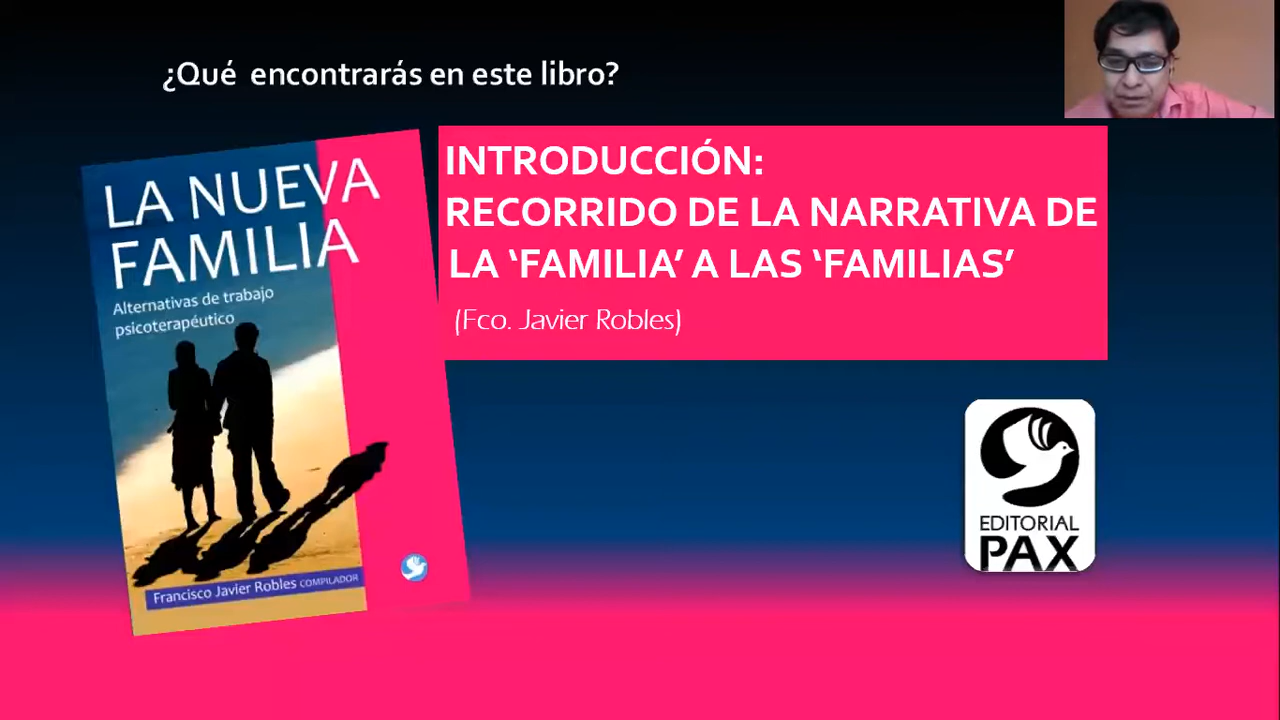 ¿Qué encontrarás en este libro?
LA NUEVA
FAMILIA
Alternativas de trabajo
psicoterapéutico
Francisco Javier Robles COMPILADOR
INTRODUCCIÓN:
RECORRIDO DE LA NARRATIVA DE
LA ‘FAMILIA’ A LAS ‘FAMILIAS’
(Fco. Javier Robles)
EDITORIAL
PAX